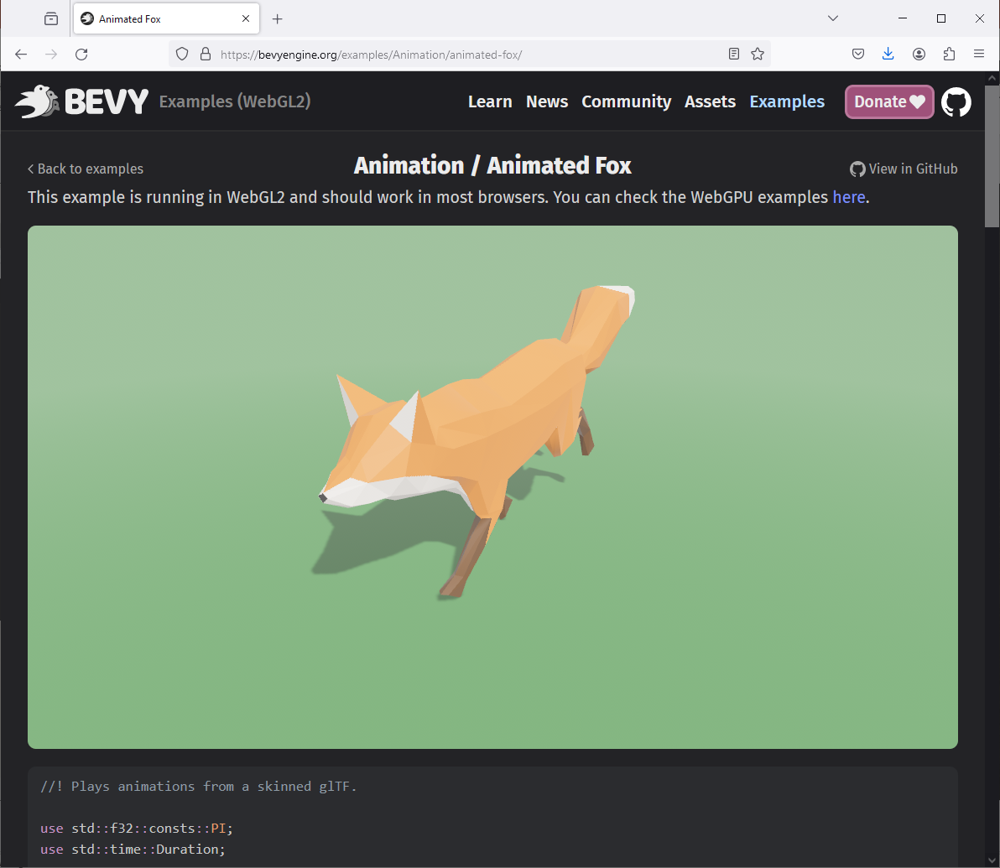 Animated Fox
https://bevyengine.org/examples/Animation/animated-fox/
BEVY Examples (WebGL2) Learn News Community Assets Examples Donate
Back to examples Animation / Animated Fox View in GitHub
This example is running in WebGL2 and should work in most browsers. You can check the WebGPU examples here.
//! Plays animations from a skinned glTF.
use std::f32::consts::PI;
use std::time::Duration;